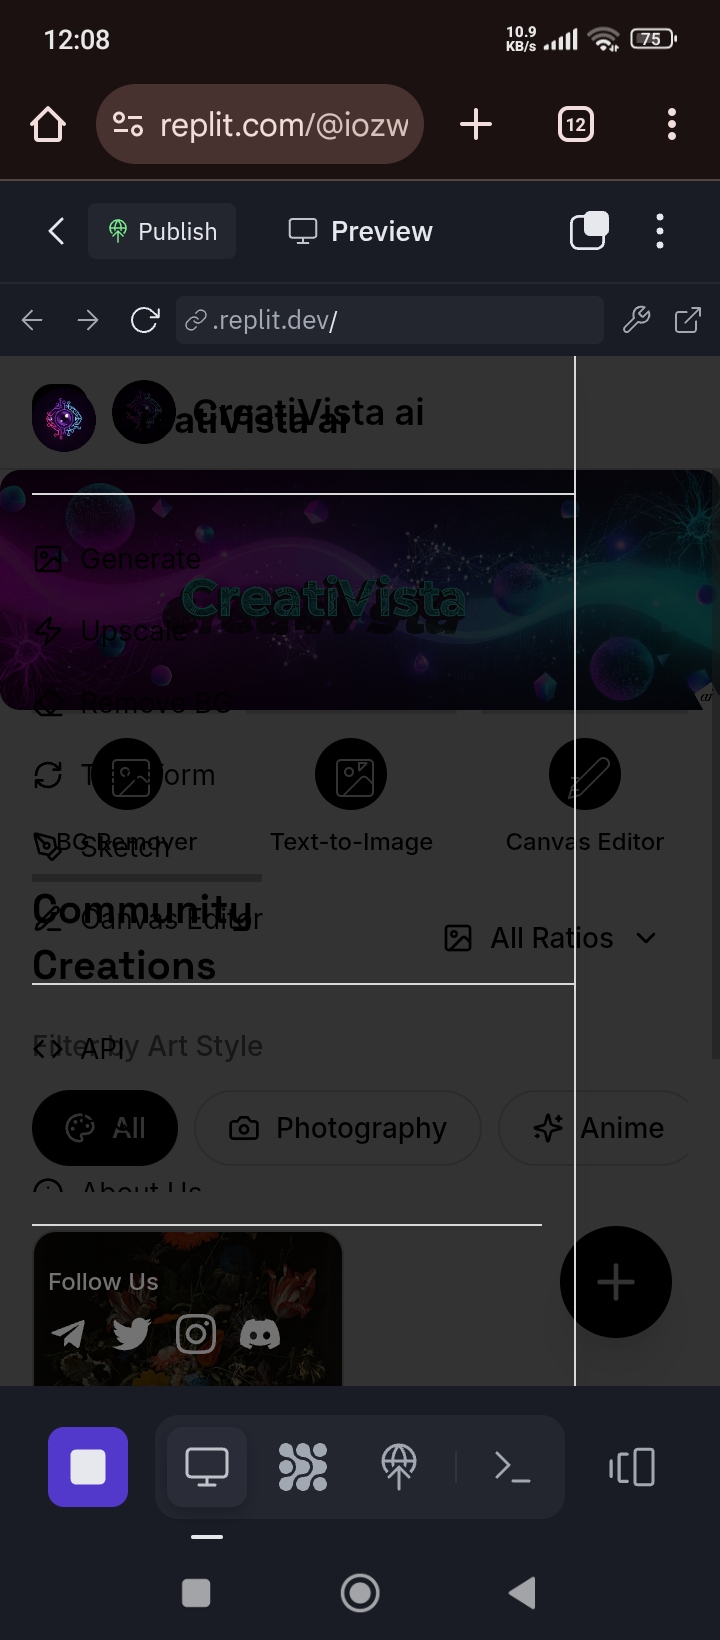 12:08
10.9
KB/s
75
replit.com/@iozw
12
Publish
Preview
.replit.dev/
CreatiVista ai
CreatiVista
Generate
Upscale
Remove BG
Transform
BG Remover
Text-to-Image
Canvas Editor
Sketch
Community
Canvas Editor
All Ratios
Creations
Filter by Art Style
API
All
Photography
Anime
About Us
Follow Us